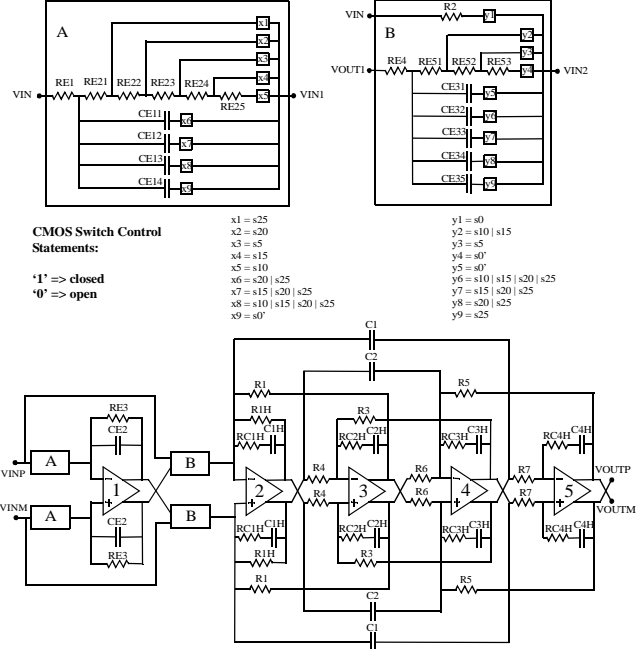 A
x1
x2
x3
x4
x5
VIN RE1 RE21 RE22 RE23 RE24 RE25 VIN1
CE11 x6
CE12 x7
CE13 x8
CE14 x9
B
VIN R2 y1
y2
y3
VOUT1 RE4 RE51 RE52 RE53 y4 VIN2
CE31 y5
CE32 y6
CE33 y7
CE34 y8
CE35 y9
CMOS Switch Control
Statements:
‘1’ => closed
‘0’ => open
x1 = s25
x2 = s20
x3 = s5
x4 = s15
x5 = s10
x6 = s20 | s25
x7 = s15 | s20 | s25
x8 = s10 | s15 | s20 | s25
x9 = s0’
y1 = s0
y2 = s10 | s15
y3 = s5
y4 = s0’
y5 = s0’
y6 = s10 | s15 | s20 | s25
y7 = s15 | s20 | s25
y8 = s20 | s25
y9 = s25
C1
C2
R1 R5
RE3 R1H R3
CE2 RC1H C1H RC2H C2H RC3H C3H RC4H C4H
A B
VINP R4 R6 R7 VOUTP
1 2 3 4 5
VINM R4 R6 R7 VOUTM
A B
CE2 RC1H C1H RC2H C2H RC3H C3H RC4H C4H
RE3 R1H R3
R1 R5
C2
C1